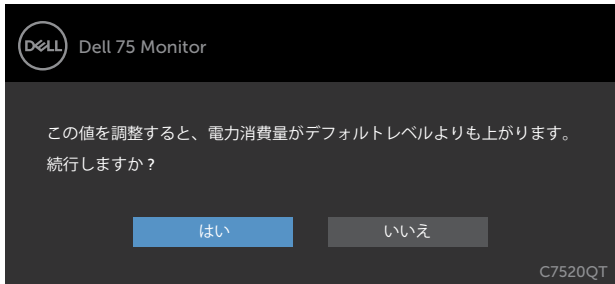 DELL
Dell 75 Monitor
この値を調整すると、電力消費量がデフォルトレベルよりも上がります。
続行しますか？
はい いいえ
C7520QT